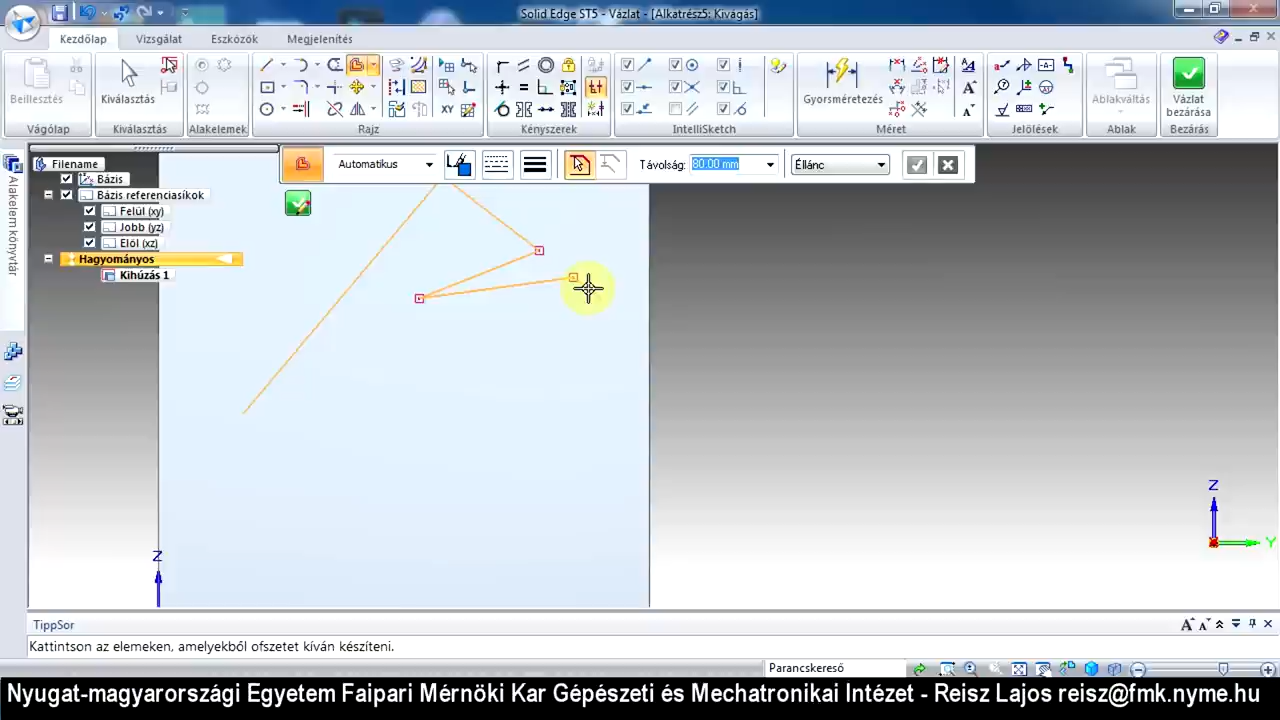 Solid Edge ST5 - Vázlat - [Alkatrész5: Kivágás]
Kezdőlap Vizsgálat Eszközök Megjelenítés
Beillesztés Kiválasztás Gyorsméretezés Ablakváltás Vázlat bezárása
Vágólap Kiválasztás Alakelemek Rajz Kényszerek IntelliSketch Méret Jelölések Ablak Bezárás
Automatikus Távolság: 80.00 mm Éllánc
Filename
Bázis
Bázis referenciasíkok
Felül (xy)
Jobb (yz)
Elöl (xz)
Hagyományos
Kihúzás 1
Alakelem könyvtár
Z
Z
Y
TippSor
Kattintson az elemeken, amelyekből ofszetet kíván készíteni.
Parancskereső
Nyugat-magyarországi Egyetem Faipari Mérnöki Kar Gépészeti és Mechatronikai Intézet - Reisz Lajos reisz@fmk.nyme.hu